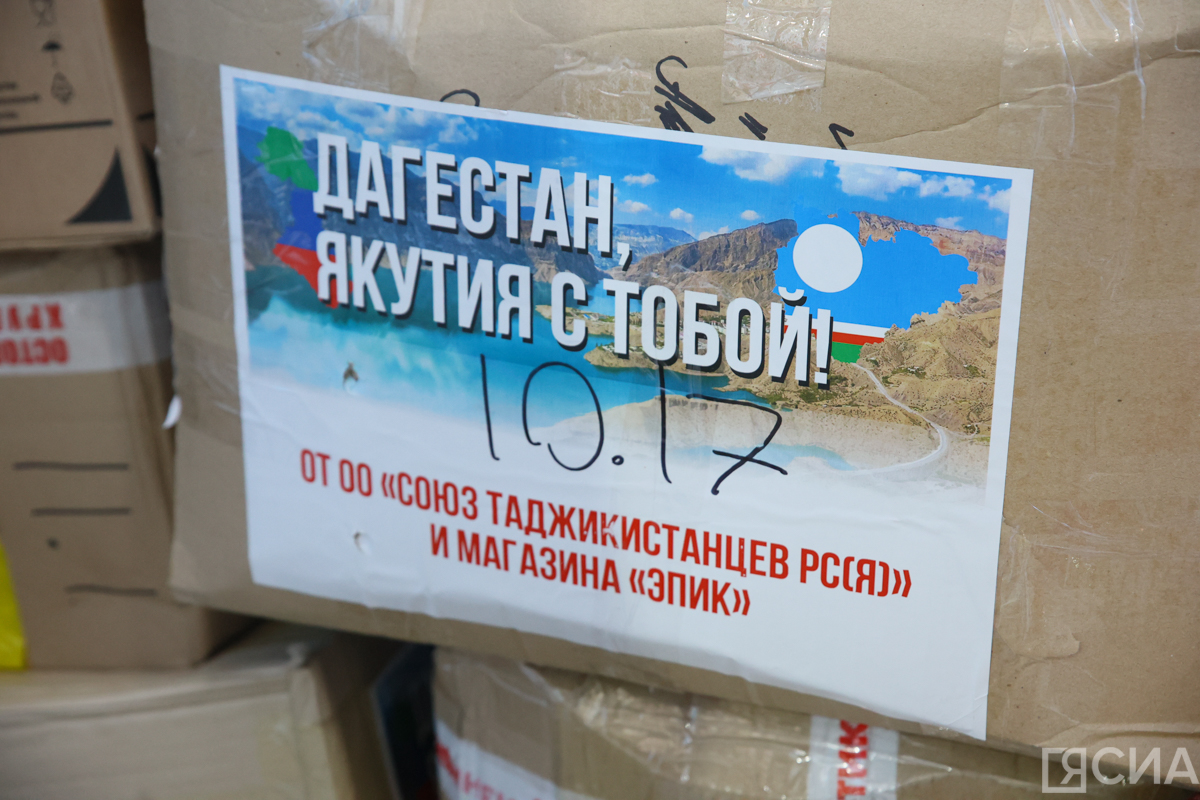 ДАГЕСТАН,
ЯКУТИЯ С ТОБОЙ!
10.17
ОТ ОО «СОЮЗ ТАДЖИКИСТАНЦЕВ РС(Я)»
И МАГАЗИНА «ЭПИК»
ЯСИА